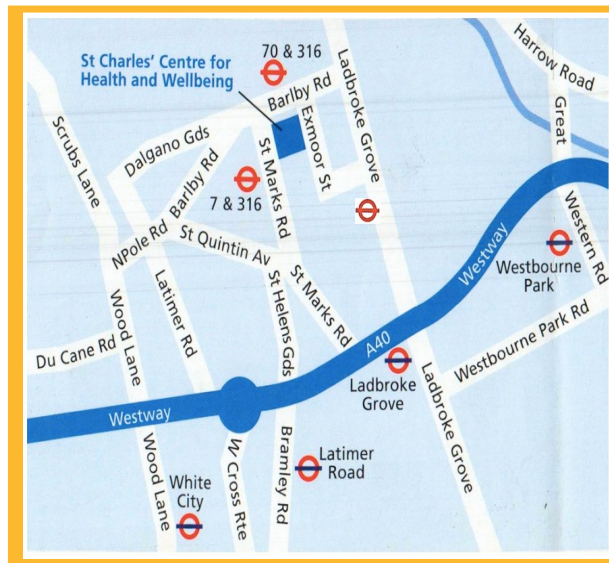 70 & 316
St Charles’ Centre for
Health and Wellbeing
Barlby Rd
Ladbroke Grove
Harrow Road
Great
Western Rd
Scrubs Lane
Dalgano Gds
Barlby Rd
St Marks Rd
Exmoor St
7 & 316
NPole Rd
St Quintin Av
Latimer Rd
St Helens Gds
St Marks Rd
Westway
Westbourne
Park
Westbourne Park Rd
Wood Lane
Du Cane Rd
A40
Ladbroke
Grove
Ladbroke Grove
Westway
Wood Lane
W Cross Rte
Bramley Rd
Latimer
Road
White
City